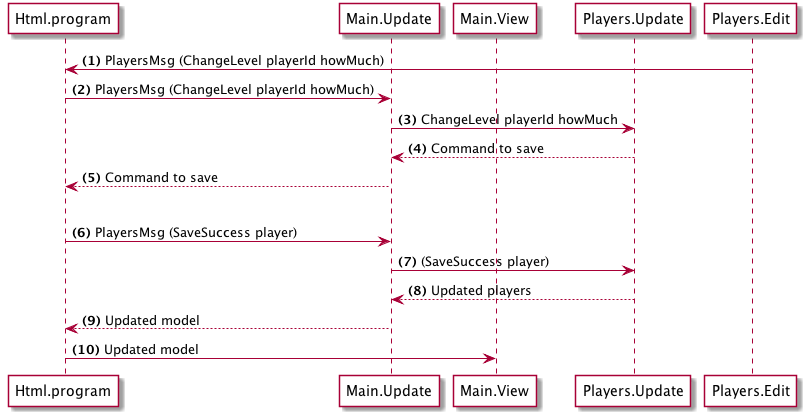 Html.program Main.Update Main.View Players.Update Players.Edit
(1) PlayersMsg (ChangeLevel playerId howMuch)
(2) PlayersMsg (ChangeLevel playerId howMuch)
(3) ChangeLevel playerId howMuch
(4) Command to save
(5) Command to save
(6) PlayersMsg (SaveSuccess player)
(7) (SaveSuccess player)
(8) Updated players
(9) Updated model
(10) Updated model
Html.program Main.Update Main.View Players.Update Players.Edit